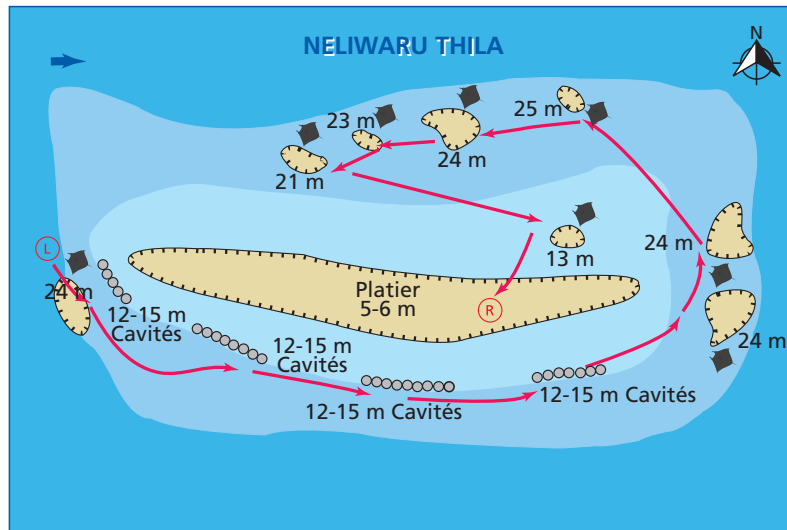 NELIWARU THILA
N
25 m
23 m
24 m
21 m
L
24 m
13 m
24 m
Platier
5-6 m
R
12-15 m
Cavités
12-15 m
Cavités
24 m
12-15 m Cavités
12-15 m Cavités